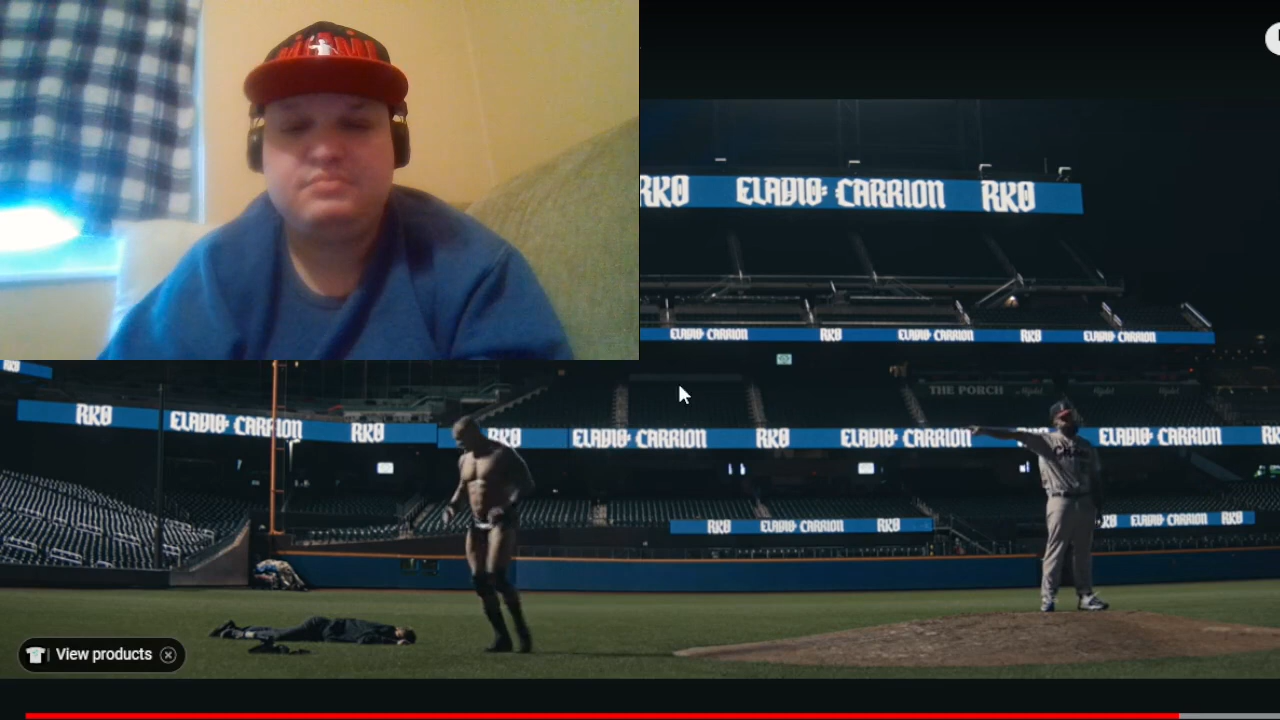 MIAMI
RKO ELADIO CARRION RKO
ELADIO CARRION RKO ELADIO CARRION RKO ELADIO CARRION
RKO
THE PORCH
RKO ELADIO CARRION RKO
RKO ELADIO CARRION RKO ELADIO CARRION ELADIO CARRION
RKO ELADIO CARRION RKO
ELADIO CARRION RKO
View products